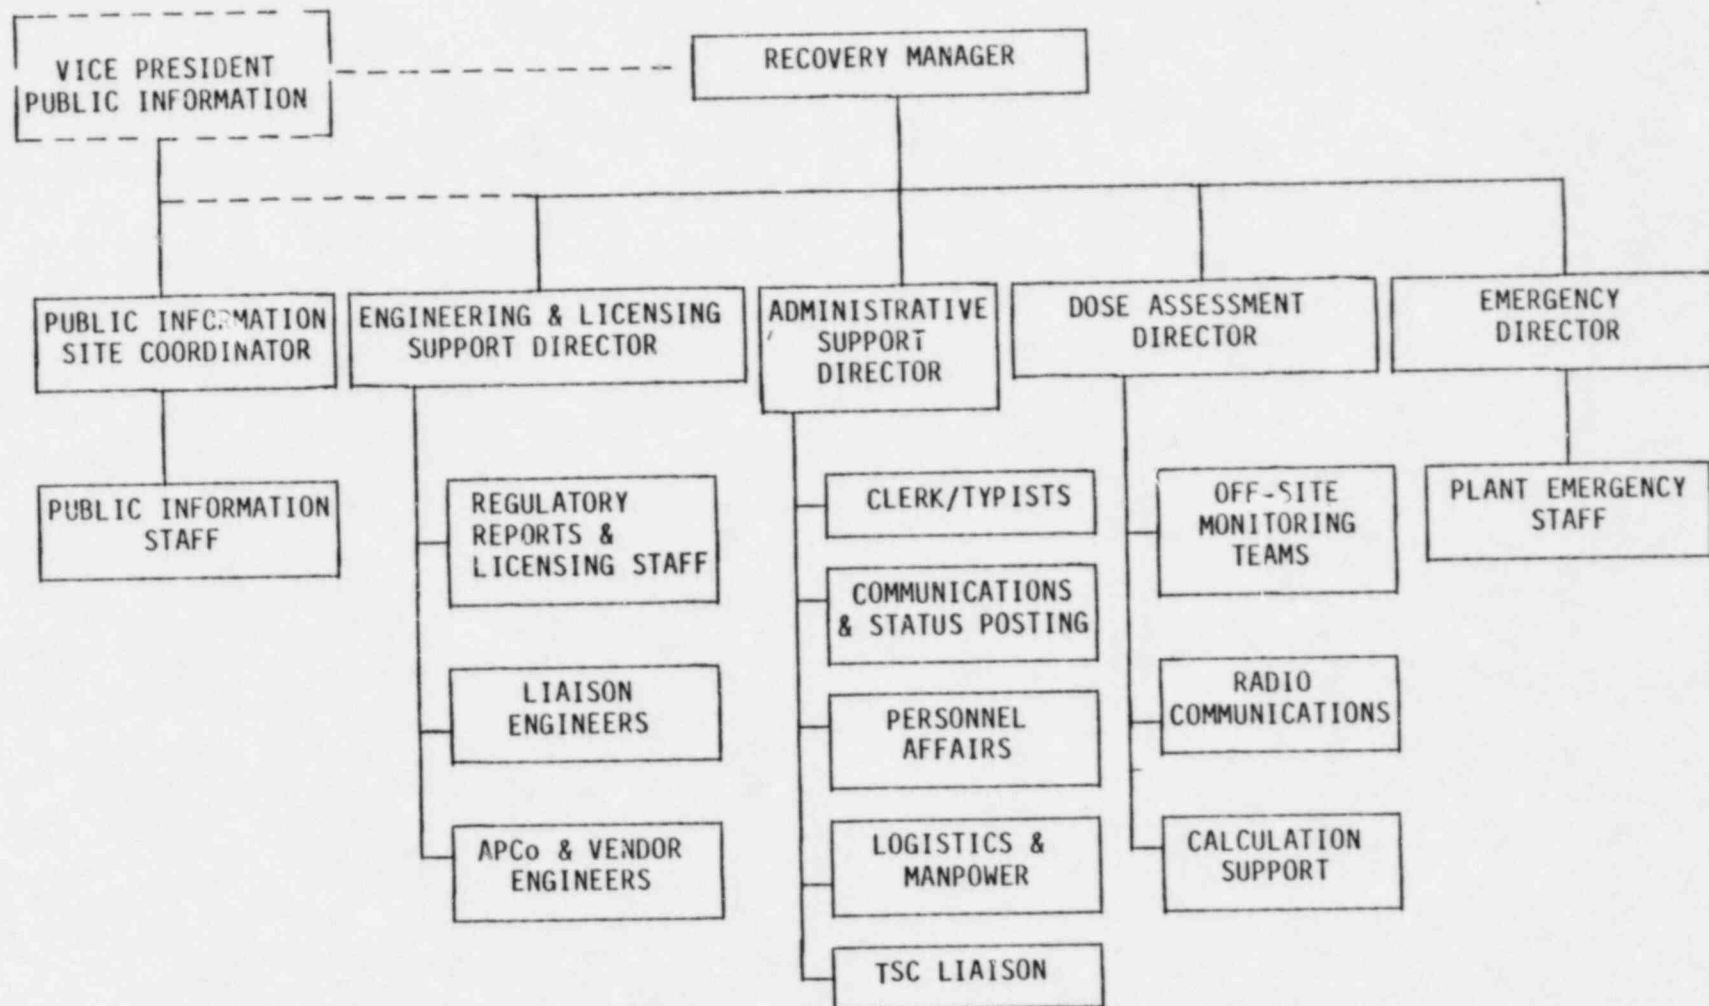 VICE PRESIDENT
PUBLIC INFORMATION
RECOVERY MANAGER
PUBLIC INFORMATION
SITE COORDINATOR
ENGINEERING & LICENSING
SUPPORT DIRECTOR
ADMINISTRATIVE
SUPPORT
DIRECTOR
DOSE ASSESSMENT
DIRECTOR
EMERGENCY
DIRECTOR
PUBLIC INFORMATION
STAFF
REGULATORY
REPORTS &
LICENSING STAFF
LIAISON
ENGINEERS
APCo & VENDOR
ENGINEERS
CLERK/TYPISTS
COMMUNICATIONS
& STATUS POSTING
PERSONNEL
AFFAIRS
LOGISTICS &
MANPOWER
TSC LIAISON
OFF-SITE
MONITORING
TEAMS
RADIO
COMMUNICATIONS
CALCULATION
SUPPORT
PLANT EMERGENCY
STAFF